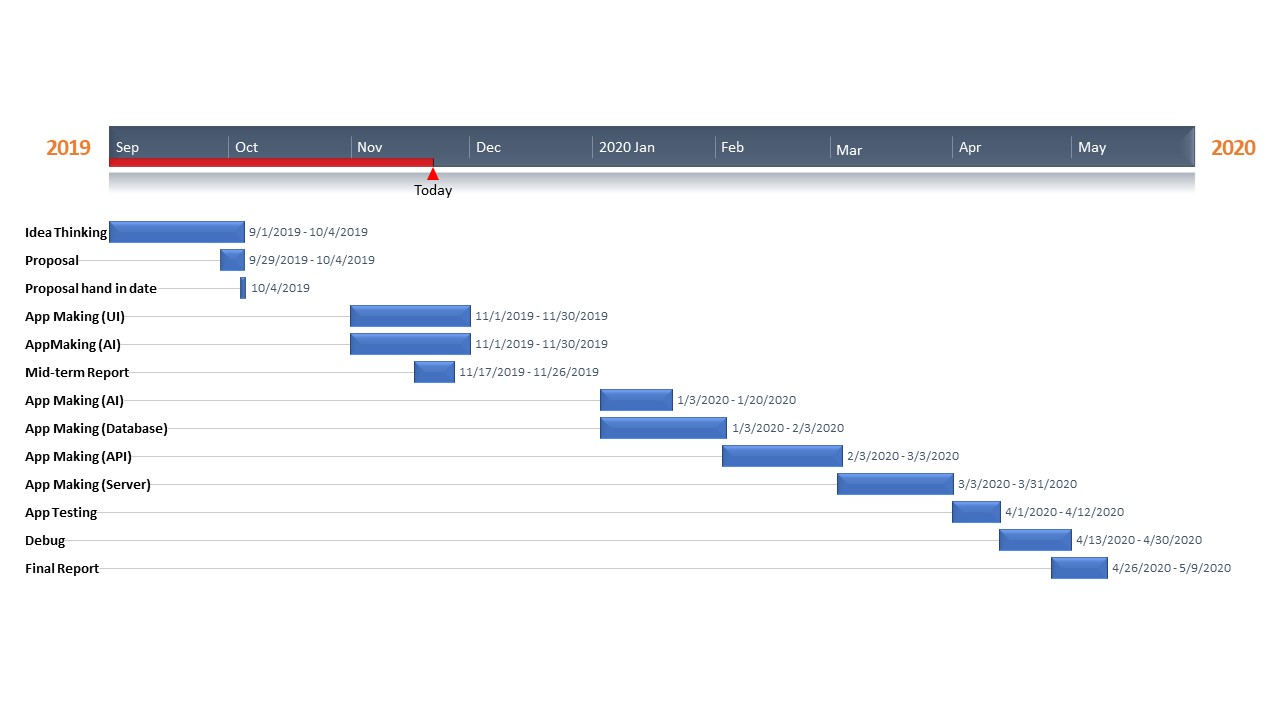 2019 Sep Oct Nov Dec 2020 Jan Feb Mar Apr May 2020
Today
Idea Thinking 9/1/2019 - 10/4/2019
Proposal 9/29/2019 - 10/4/2019
Proposal hand in date 10/4/2019
App Making (UI) 11/1/2019 - 11/30/2019
AppMaking (AI) 11/1/2019 - 11/30/2019
Mid-term Report 11/17/2019 - 11/26/2019
App Making (AI) 1/3/2020 - 1/20/2020
App Making (Database) 1/3/2020 - 2/3/2020
App Making (API) 2/3/2020 - 3/3/2020
App Making (Server) 3/3/2020 - 3/31/2020
App Testing 4/1/2020 - 4/12/2020
Debug 4/13/2020 - 4/30/2020
Final Report 4/26/2020 - 5/9/2020